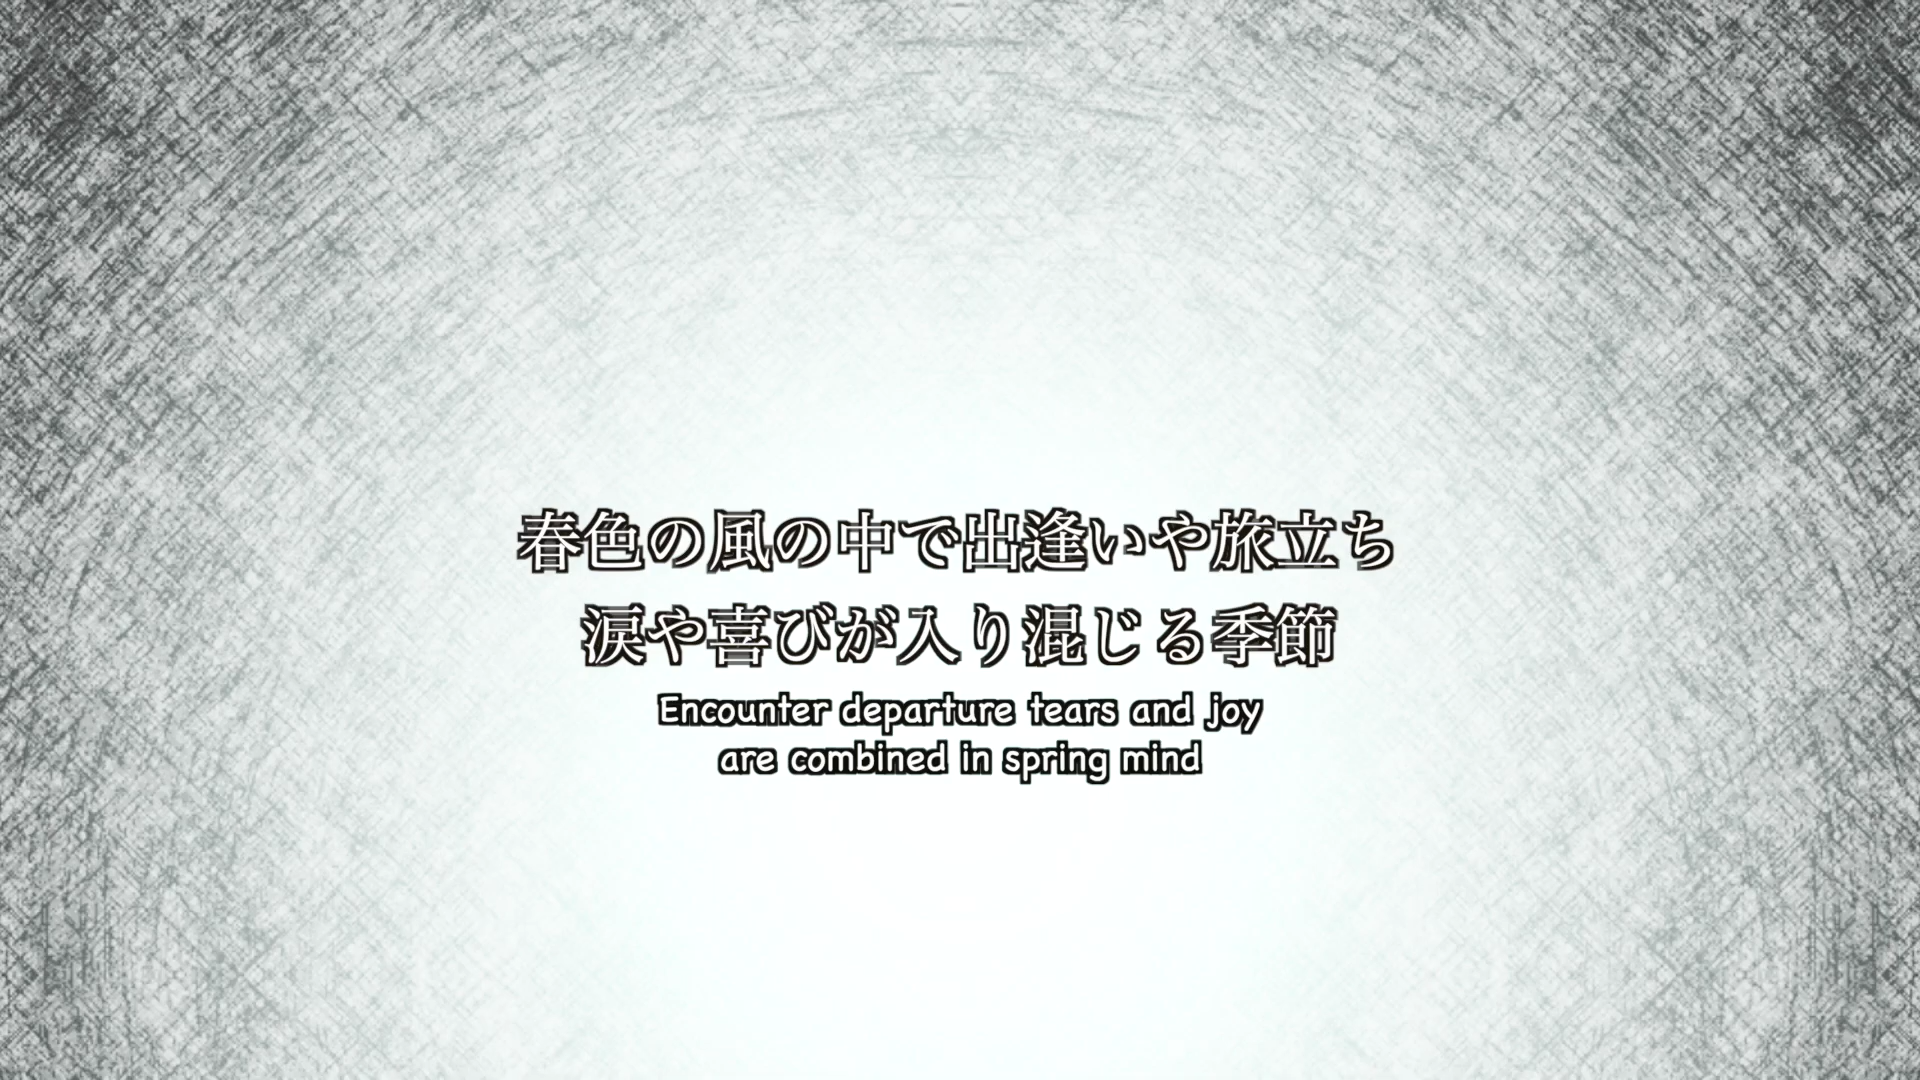 春色の風の中で出逢いや旅立ち
涙や喜びが入り混じる季節
Encounter departure tears and joy
are combined in spring mind